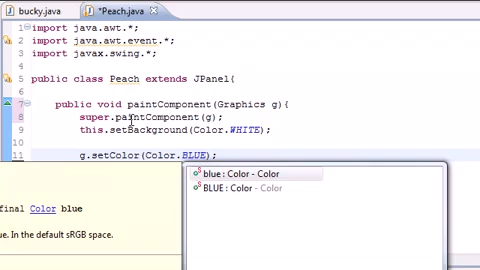 bucky.java
*Peach.java
1 import java.awt.*;
2 import java.awt.event.*;
3 import javax.swing.*;
4
5 public class Peach extends JPanel{
6
7 public void paintComponent(Graphics g){
8 super.paintComponent(g);
9 this.setBackground(Color.WHITE);
10
11 g.setColor(Color.BLUE);
blue : Color - Color
BLUE : Color - Color
final Color blue
ue. In the default sRGB space.